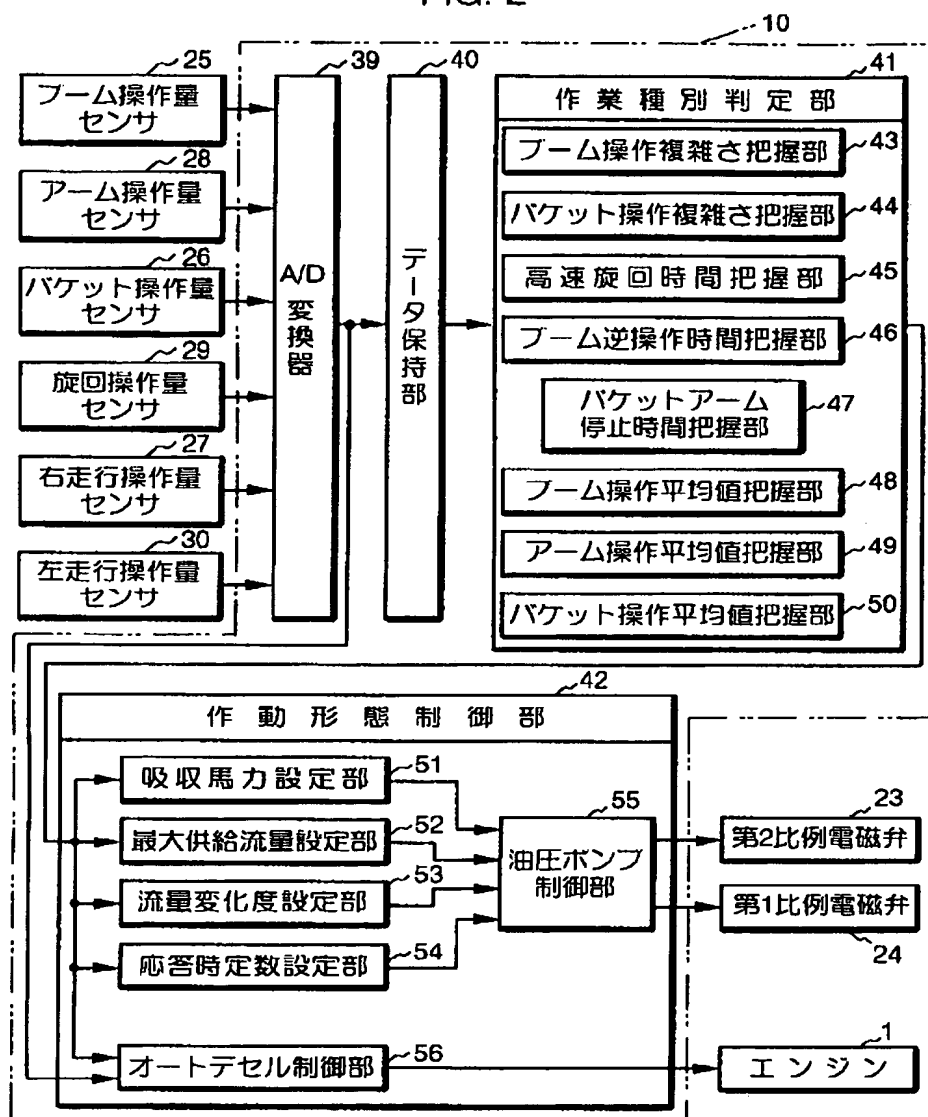 FIG. 2
10
25
ブーム操作量
センサ
28
アーム操作量
センサ
26
バケット操作量
センサ
29
旋回操作量
センサ
27
右走行操作量
センサ
30
左走行操作量
センサ
39
A/D
変換器
40
データ保持部
41
作業種別判定部
ブーム操作複雑さ把握部
43
バケット操作複雑さ把握部
44
高速旋回時間把握部
45
ブーム逆操作時間把握部
46
バケットアーム
停止時間把握部
47
ブーム操作平均値把握部
48
アーム操作平均値把握部
49
バケット操作平均値把握部
50
42
作動形態制御部
吸収馬力設定部
51
最大供給流量設定部
52
流量変化度設定部
53
応答時定数設定部
54
55
油圧ポンプ
制御部
オートデセル制御部
56
23
第2比例電磁弁
第1比例電磁弁
24
1
エンジン